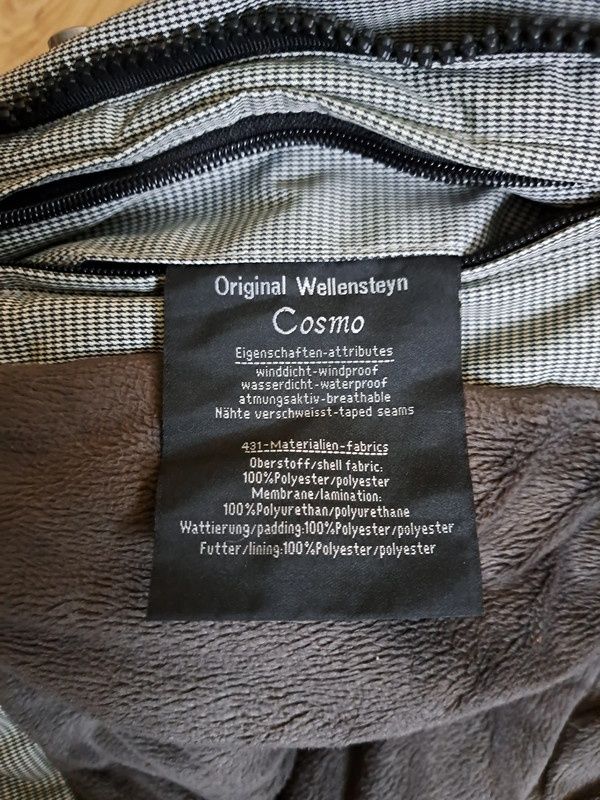 Original Wellensteyn
Cosmo
Eigenschaften-attributes
winddicht-windproof
wasserdicht-waterproof
atmungsaktiv-breathable
Nähte verschweisst-taped seams
431-Materialien-fabrics
Oberstoff/shell fabric:
100%Polyester/polyester
Membrane/lamination:
100%Polyurethan/polyurethane
Wattierung/padding:100%Polyester/polyester
Futter/lining:100%Polyester/polyester